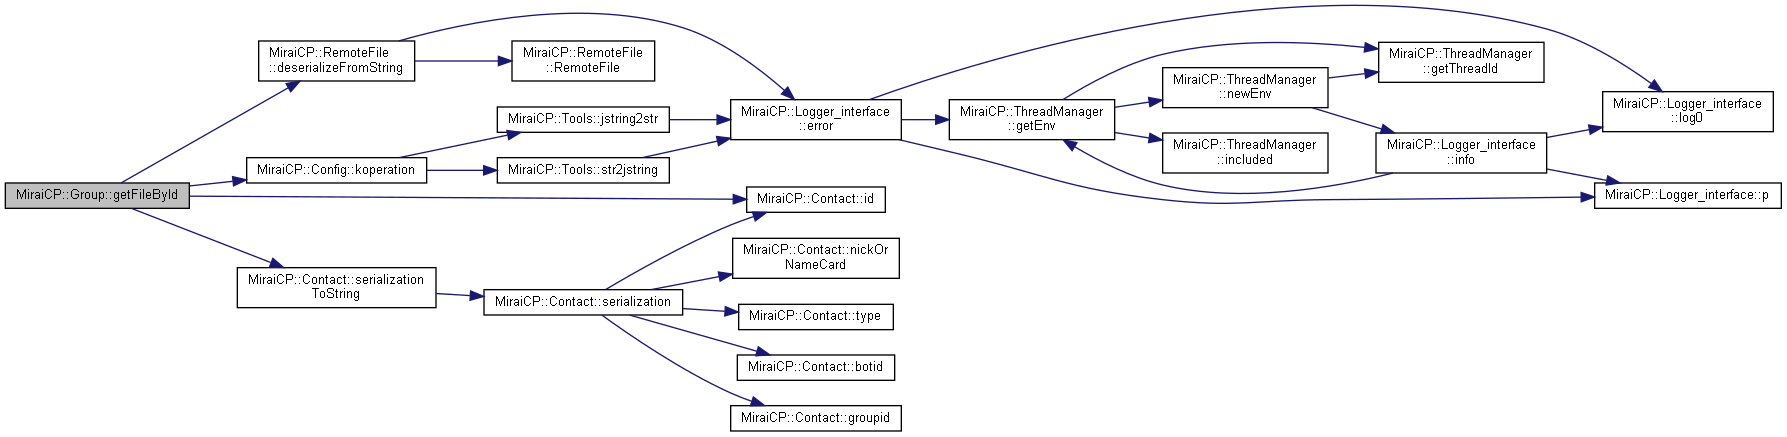 MiraiCP::Group::getFileById
MiraiCP::RemoteFile
::deserializeFromString
MiraiCP::RemoteFile
::RemoteFile
MiraiCP::Config::koperation
MiraiCP::Tools::jstring2str
MiraiCP::Tools::str2jstring
MiraiCP::Logger_interface
::error
MiraiCP::ThreadManager
::getEnv
MiraiCP::ThreadManager
::newEnv
MiraiCP::ThreadManager
::included
MiraiCP::ThreadManager
::getThreadId
MiraiCP::Logger_interface
::info
MiraiCP::Logger_interface
::log0
MiraiCP::Logger_interface::p
MiraiCP::Contact::id
MiraiCP::Contact::serialization
ToString
MiraiCP::Contact::serialization
MiraiCP::Contact::nickOr
NameCard
MiraiCP::Contact::type
MiraiCP::Contact::botid
MiraiCP::Contact::groupid